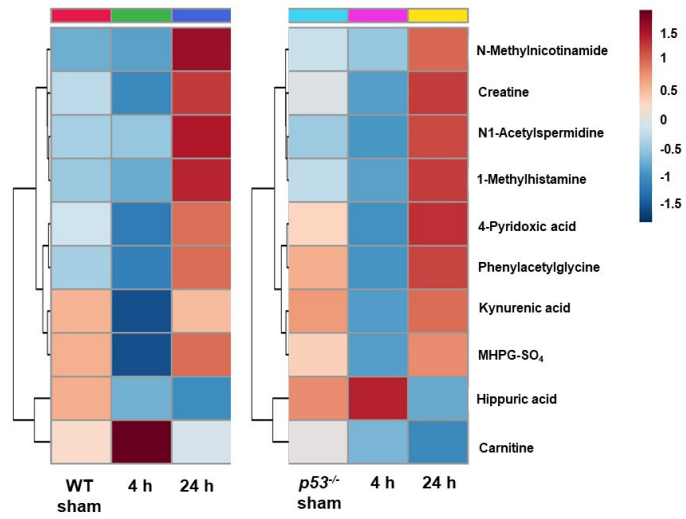 N-Methylnicotinamide
Creatine
N1-Acetylspermidine
1-Methylhistamine
4-Pyridoxic acid
Phenylacetylglycine
Kynurenic acid
MHPG-SO₄
Hippuric acid
Carnitine
1.5
1
0.5
0
-0.5
-1
-1.5
WT sham
4 h
24 h
p53⁻/⁻ sham
4 h
24 h